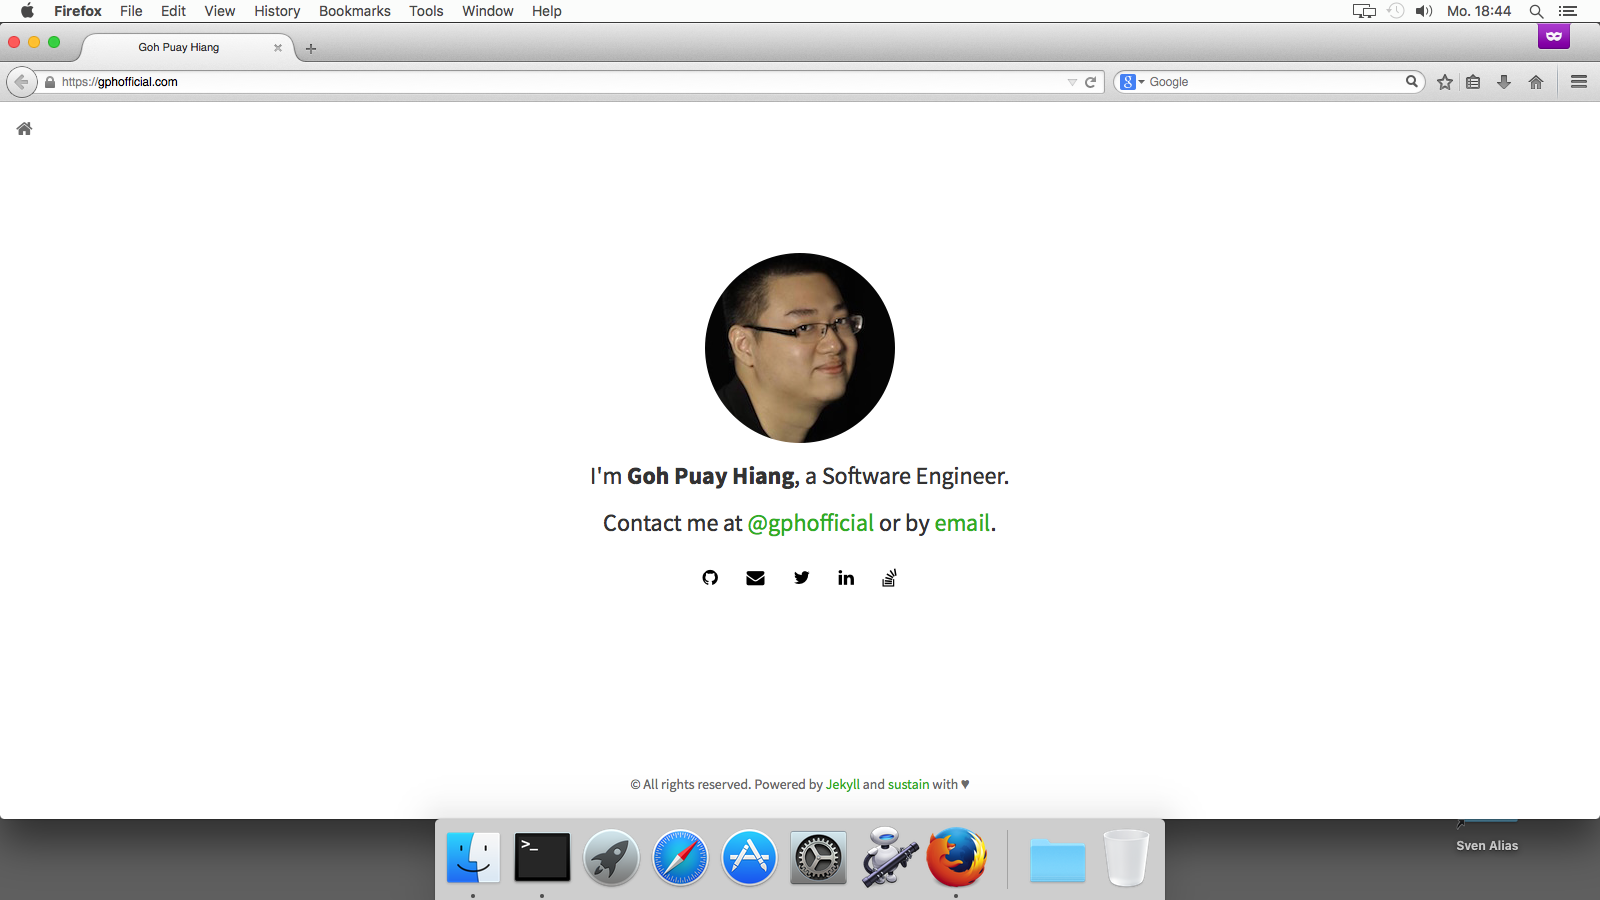 Firefox File Edit View History Bookmarks Tools Window Help Mo. 18:44
Goh Puay Hiang
https://gphofficial.com
Google
I'm Goh Puay Hiang, a Software Engineer.
Contact me at @gphofficial or by email.
© All rights reserved. Powered by Jekyll and sustain with ♥
Sven Alias